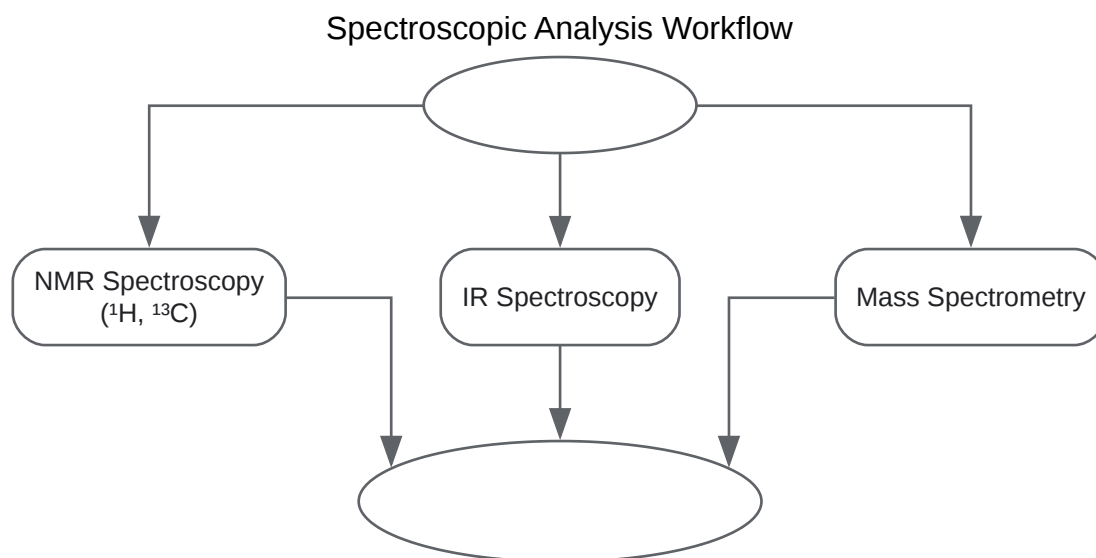 Spectroscopic Analysis Workflow
NMR Spectroscopy
(¹H, ¹³C)
IR Spectroscopy
Mass Spectrometry